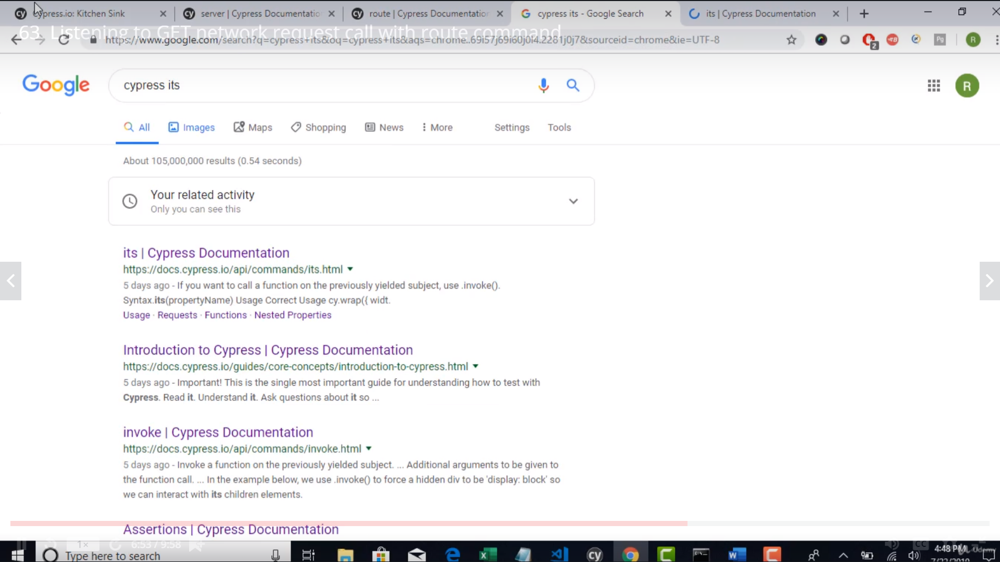 Cypress.io: Kitchen Sink
server | Cypress Documentatio
route | Cypress Documentation
cypress its - Google Search
its | Cypress Documentation
63. Listening to GET network request call with route command
https://www.google.com/search?q=cypress+its&oq=cypress+its&aqs=chrome..69i57j69i60j0l4.2281j0j7&sourceid=chrome&ie=UTF-8
2
Pg
R
Google
cypress its
R
All
Images
Maps
Shopping
News
More
Settings
Tools
About 105,000,000 results (0.54 seconds)
Your related activity
Only you can see this
its | Cypress Documentation
https://docs.cypress.io/api/commands/its.html
5 days ago - If you want to call a function on the previously yielded subject, use .invoke().
Syntax.its(propertyName) Usage Correct Usage cy.wrap({ widt.
Usage · Requests · Functions · Nested Properties
Introduction to Cypress | Cypress Documentation
https://docs.cypress.io/guides/core-concepts/introduction-to-cypress.html
5 days ago - Important! This is the single most important guide for understanding how to test with
Cypress. Read it. Understand it. Ask questions about it so ...
invoke | Cypress Documentation
https://docs.cypress.io/api/commands/invoke.html
5 days ago - Invoke a function on the previously yielded subject. ... Additional arguments to be given to
the function call. ... In the example below, we use .invoke() to force a hidden div to be 'display: block' so
we can interact with its children elements.
Assertions | Cypress Documentation
1×
6:53 / 9:58
Type here to search
cy
4:48 PM
Udemy